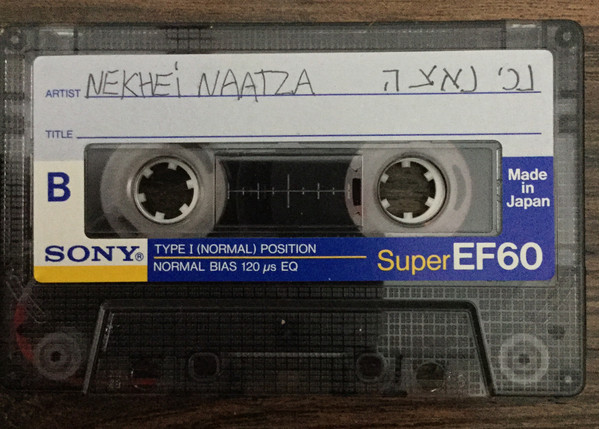 ARTIST NEKHEi NAATZA נכי נאצה
TITLE
B
Made
in
Japan
SONY®
TYPE I (NORMAL) POSITION
NORMAL BIAS 120 µs EQ
Super EF60